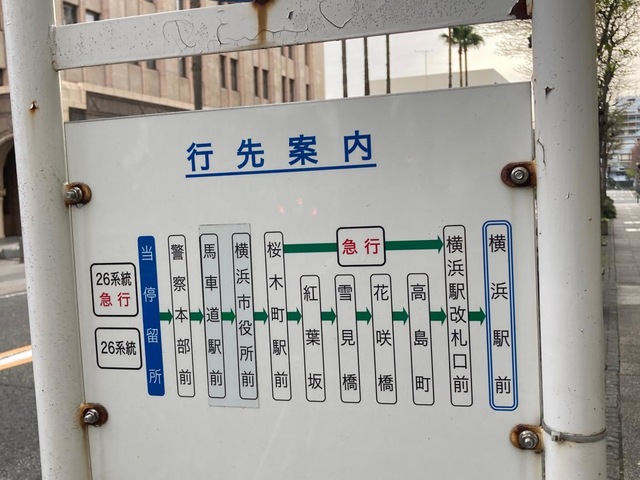 行先案内
26系統
急行
26系統
当停留所
警察本部前
馬車道駅前
横浜市役所前
桜木町駅前
急行
紅葉坂
雪見橋
花咲橋
高島町
横浜駅改札口前
横浜駅前